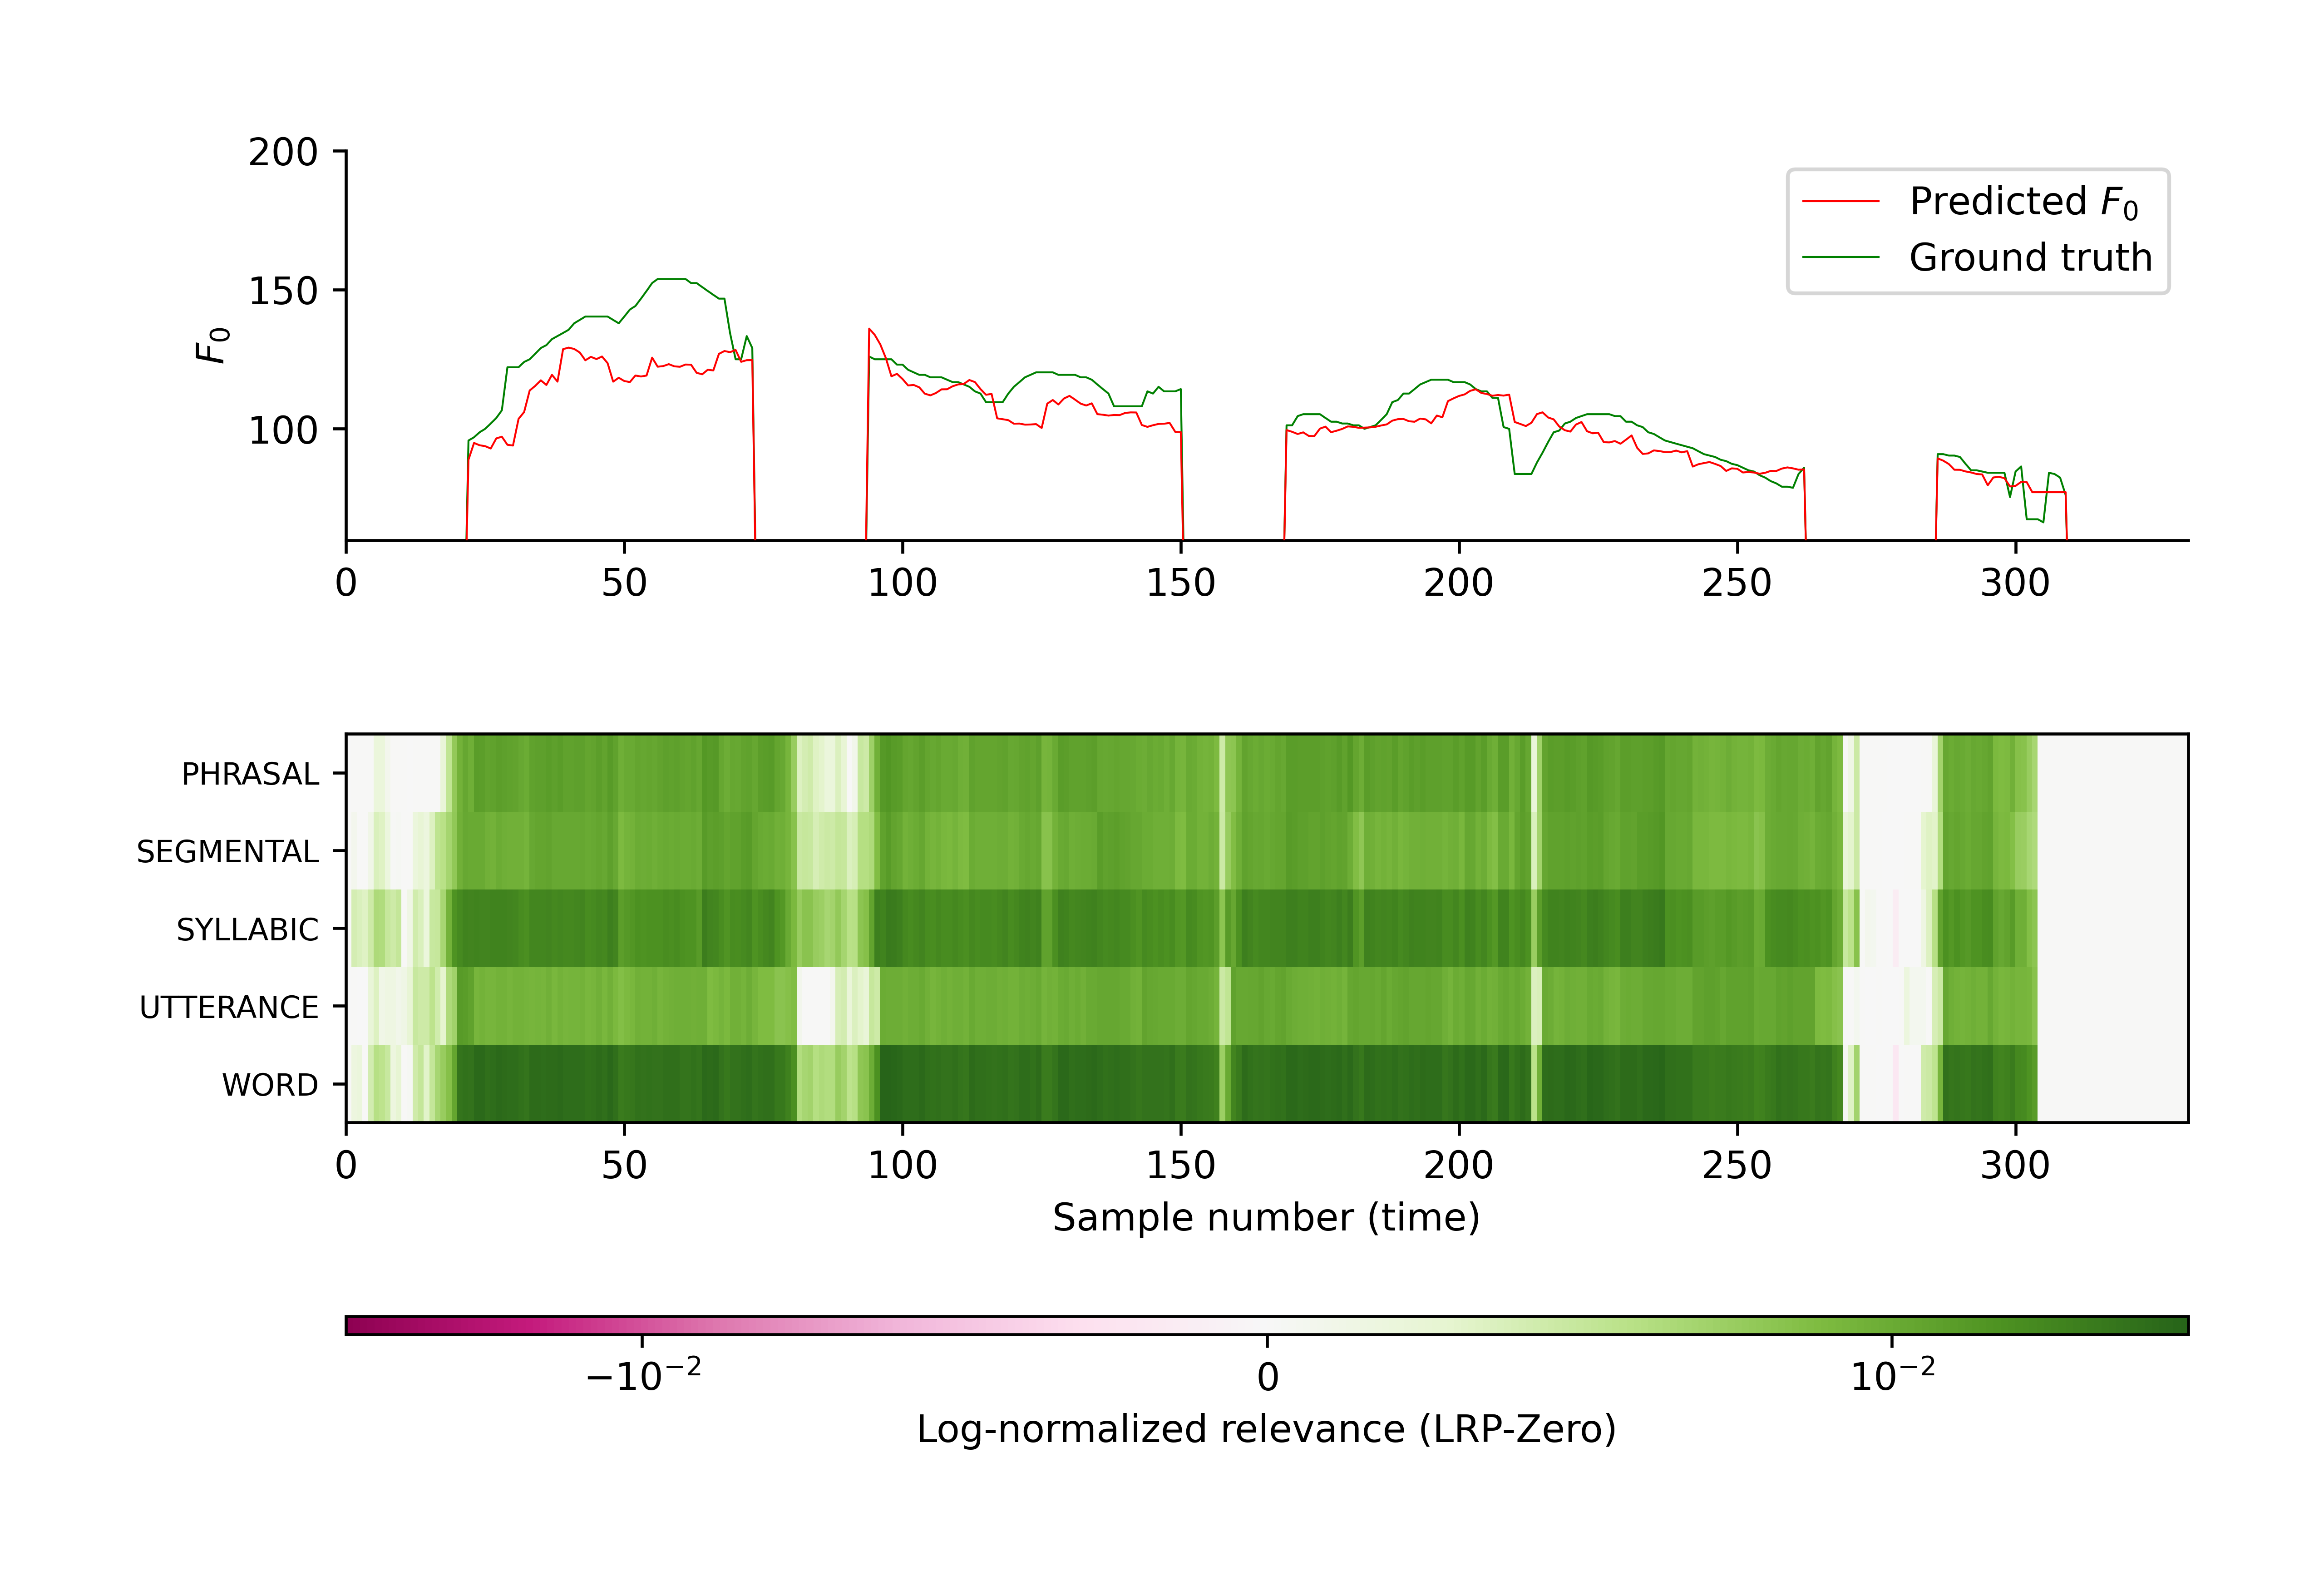 200
150
100
F₀
Predicted F₀
Ground truth
0 50 100 150 200 250 300
PHRASAL
SEGMENTAL
SYLLABIC
UTTERANCE
WORD
0 50 100 150 200 250 300
Sample number (time)
−10⁻² 0 10⁻²
Log-normalized relevance (LRP-Zero)